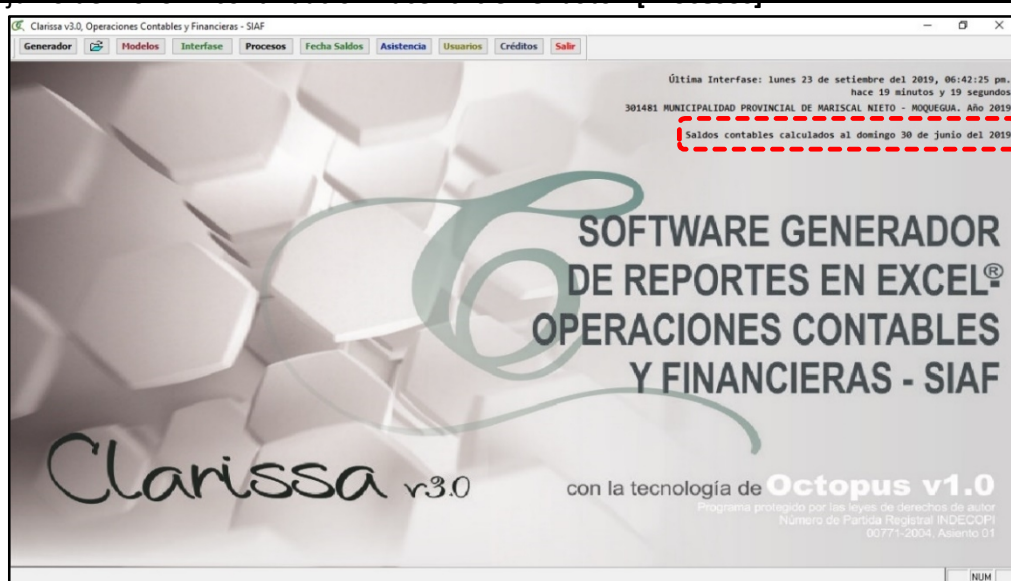 Clarissa v3.0, Operaciones Contables y Financieras - SIAF
Generador Modelos Interfase Procesos Fecha Saldos Asistencia Usuarios Créditos Salir
Última Interfase: lunes 23 de setiembre del 2019, 06:42:25 pm.
hace 19 minutos y 19 segundos
301481 MUNICIPALIDAD PROVINCIAL DE MARISCAL NIETO - MOQUEGUA. Año 2019
Saldos contables calculados al domingo 30 de junio del 2019
SOFTWARE GENERADOR
DE REPORTES EN EXCEL®
OPERACIONES CONTABLES
Y FINANCIERAS - SIAF
Clarissa v3.0
con la tecnología de Octopus v1.0
Programa protegido por las leyes de derechos de autor
Número de Partida Registral INDECOPI
00771-2004, Asiento 01
NUM